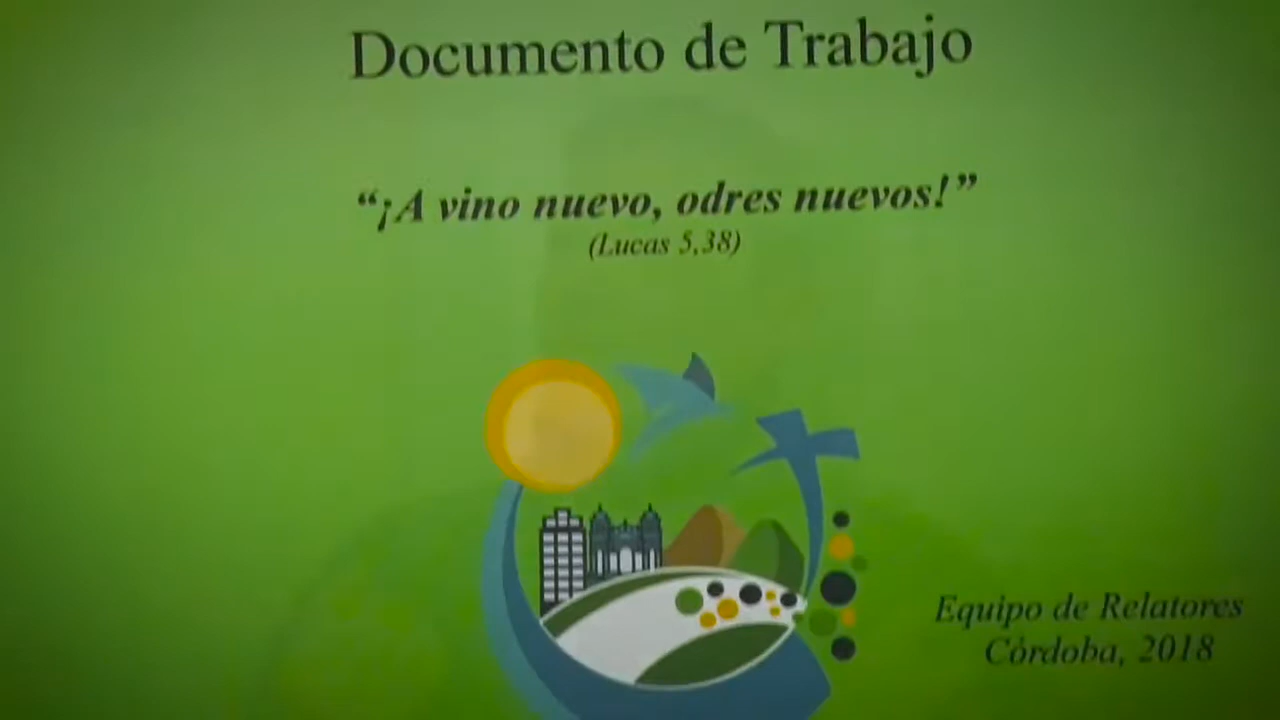 Documento de Trabajo
“¡A vino nuevo, odres nuevos!”
(Lucas 5,38)
Equipo de Relatores
Córdoba, 2018